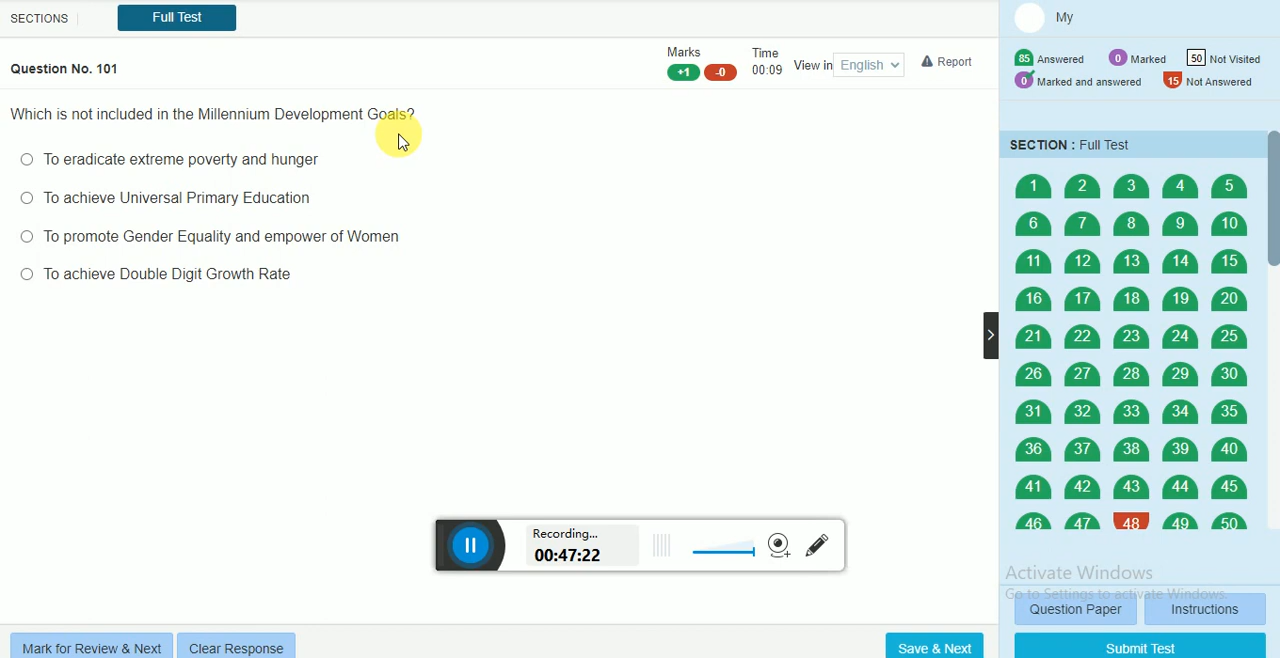 SECTIONS
Full Test
My
Question No. 101
Marks
+1 -0
Time
00:09
View in English
Report
85 Answered
0 Marked
50 Not Visited
0 Marked and answered
15 Not Answered
Which is not included in the Millennium Development Goals?
To eradicate extreme poverty and hunger
To achieve Universal Primary Education
To promote Gender Equality and empower of Women
To achieve Double Digit Growth Rate
SECTION : Full Test
1 2 3 4 5
6 7 8 9 10
11 12 13 14 15
16 17 18 19 20
21 22 23 24 25
26 27 28 29 30
31 32 33 34 35
36 37 38 39 40
41 42 43 44 45
46 47 48 49 50
Recording...
00:47:22
Activate Windows
Go to Settings to activate Windows.
Question Paper
Instructions
Mark for Review & Next
Clear Response
Save & Next
Submit Test